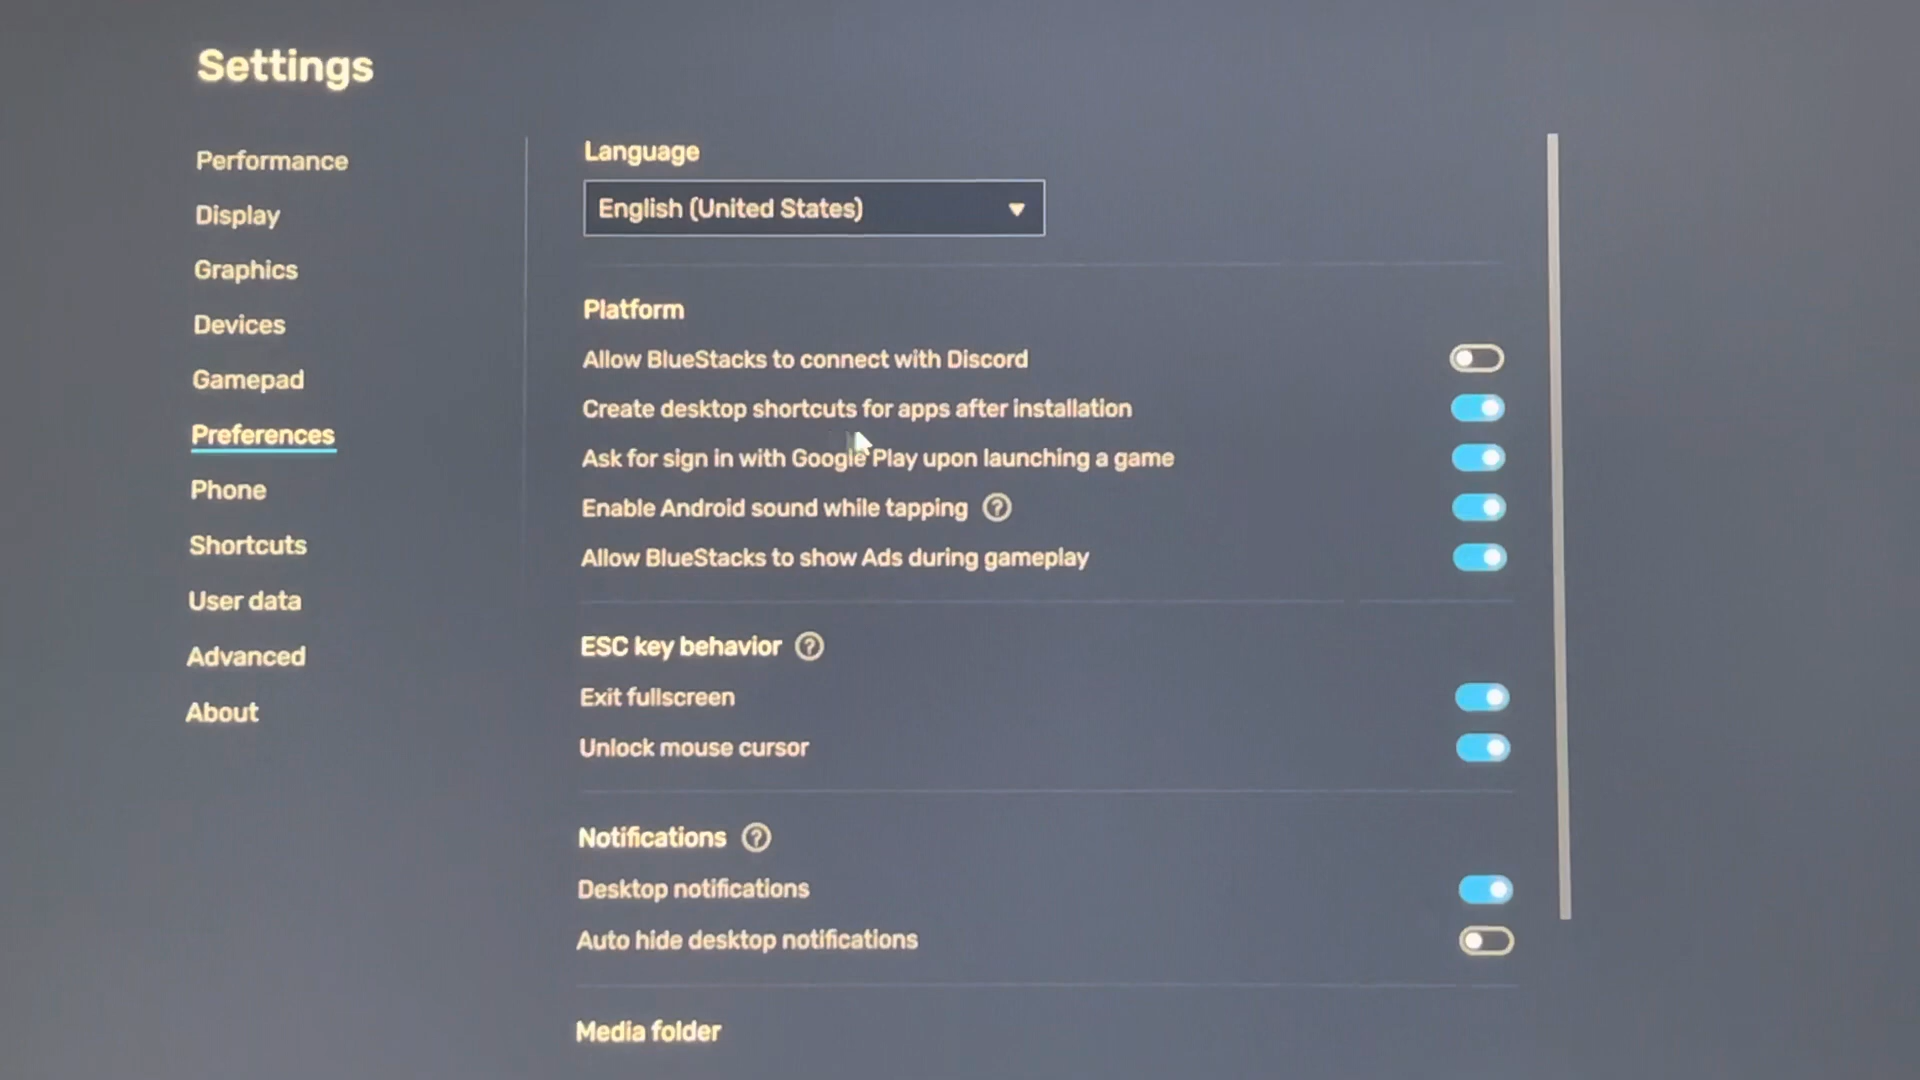 Settings
Performance
Display
Graphics
Devices
Gamepad
Preferences
Phone
Shortcuts
User data
Advanced
About
Language
English (United States)
Platform
Allow BlueStacks to connect with Discord
Create desktop shortcuts for apps after installation
Ask for sign in with Google Play upon launching a game
Enable Android sound while tapping ?
Allow BlueStacks to show Ads during gameplay
ESC key behavior ?
Exit fullscreen
Unlock mouse cursor
Notifications ?
Desktop notifications
Auto hide desktop notifications
Media folder